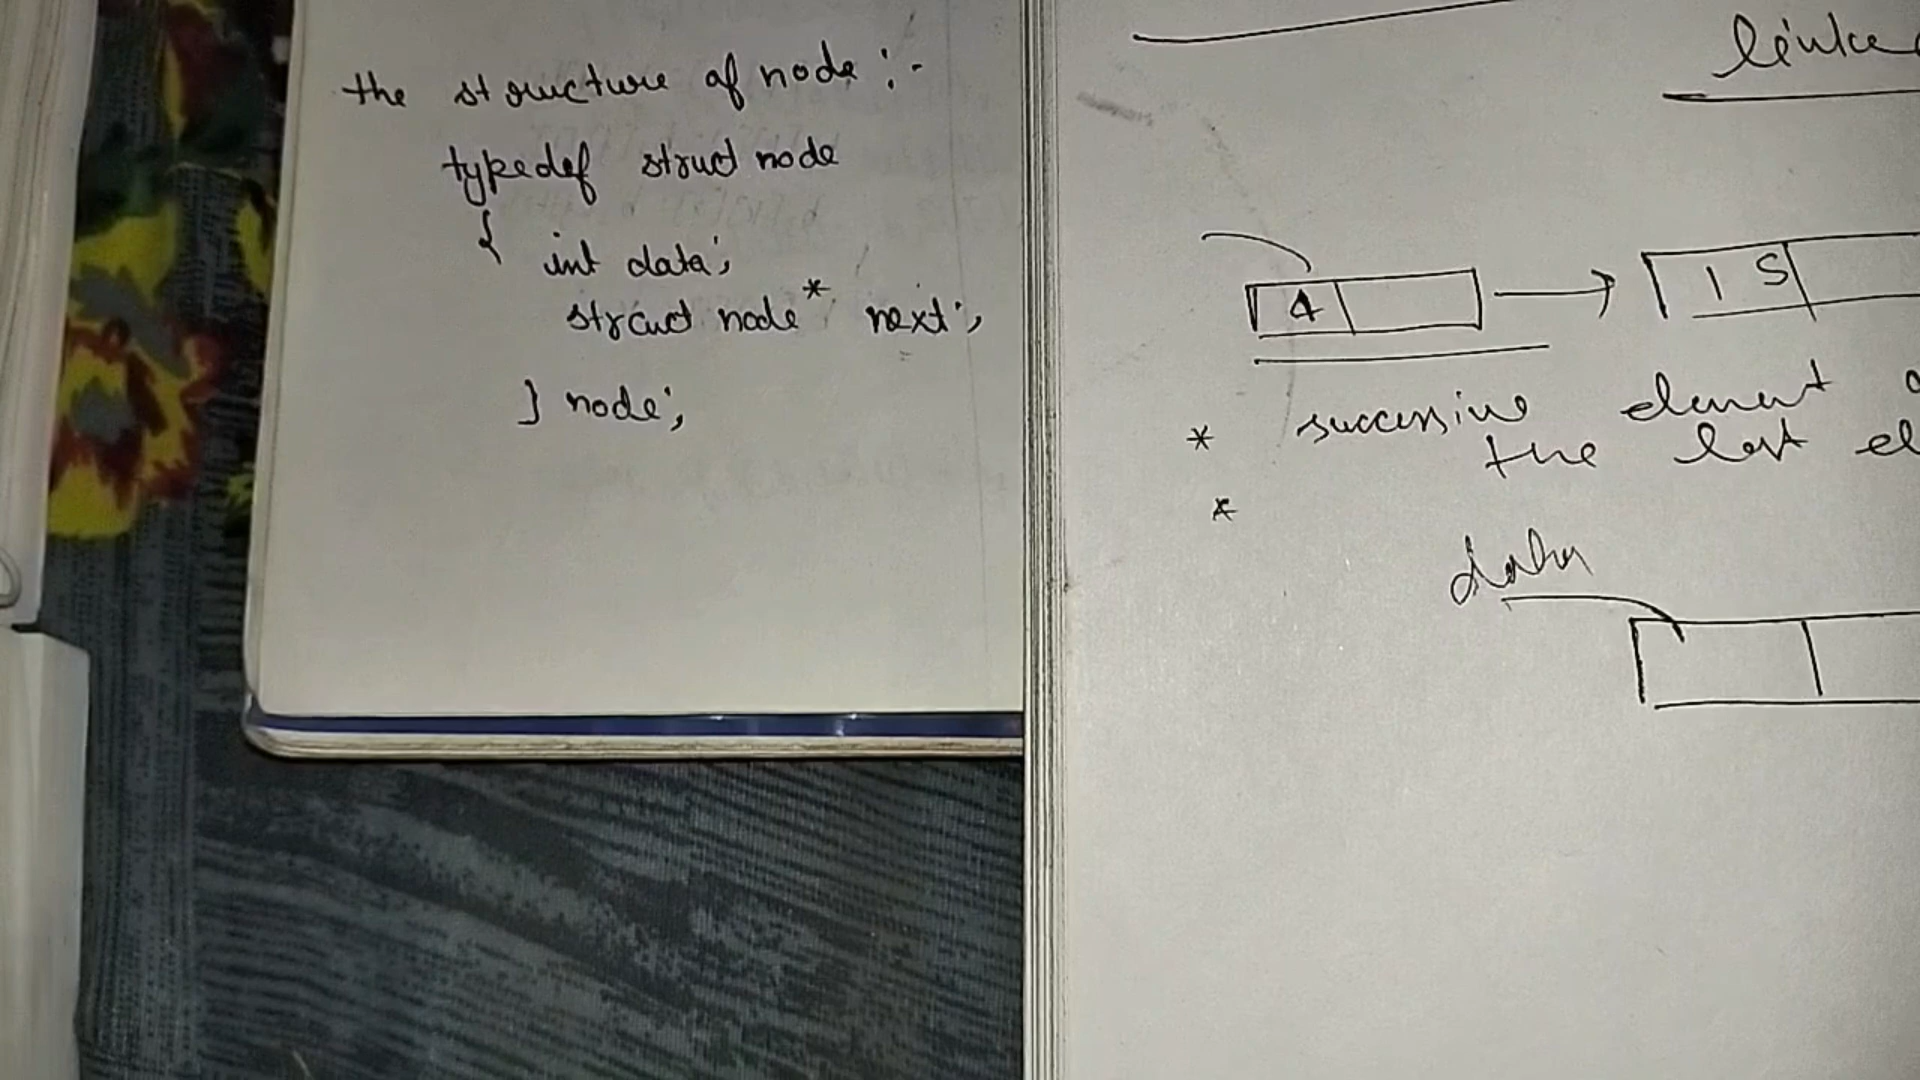 the structure of node :-
typedef struct node
{
int data;
struct node* next;
} node;
4
15
* successive element
the last el
*
data